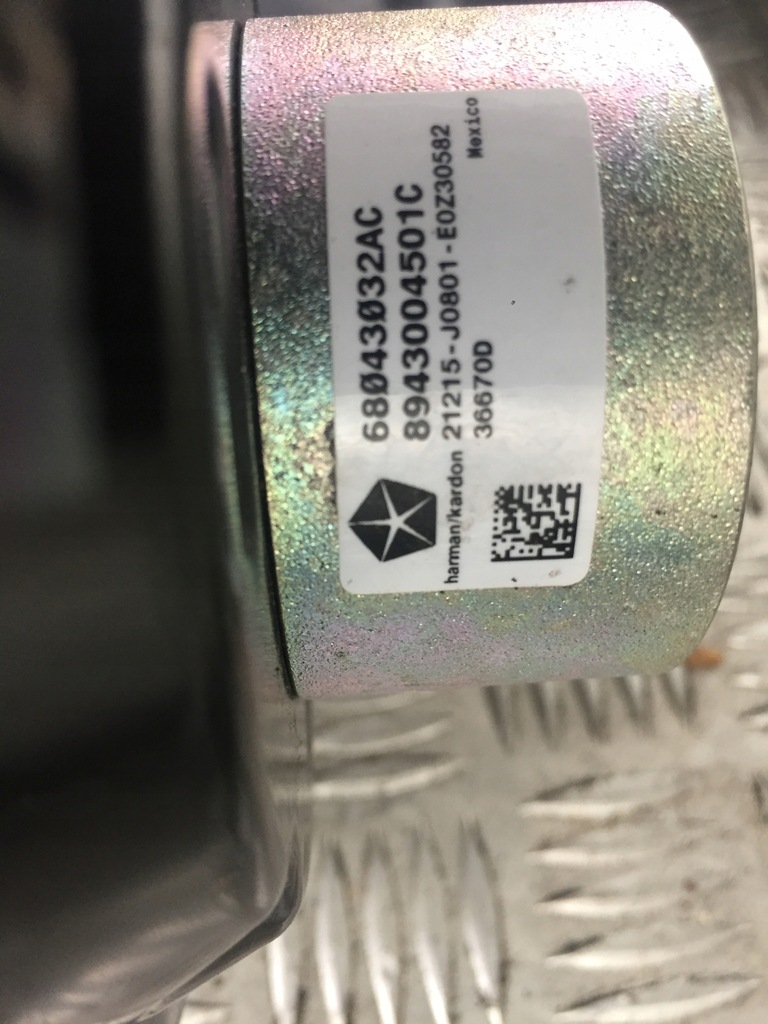 68043032AC
8943004501C
harman/kardon 21215-J0801-E0Z30582
36670D
Mexico